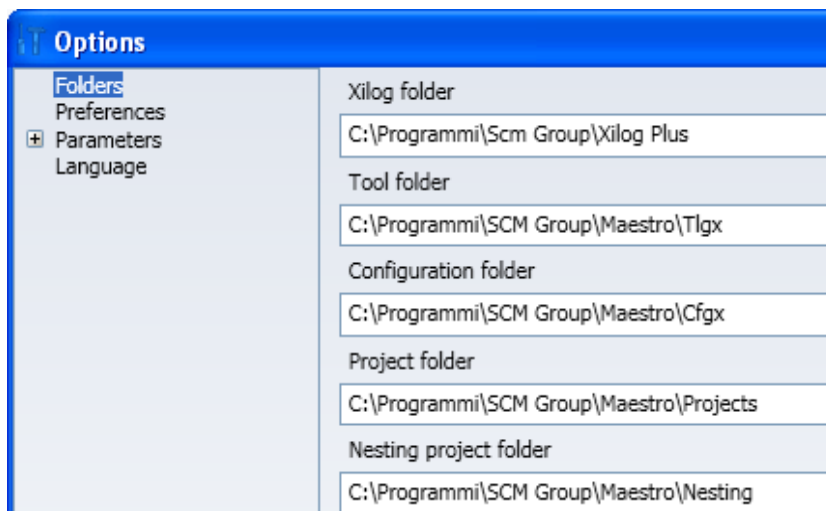 Options
Folders
Preferences
Parameters
Language
Xilog folder
C:\Programmi\Scm Group\Xilog Plus
Tool folder
C:\Programmi\SCM Group\Maestro\Tlgx
Configuration folder
C:\Programmi\SCM Group\Maestro\Cfgx
Project folder
C:\Programmi\SCM Group\Maestro\Projects
Nesting project folder
C:\Programmi\SCM Group\Maestro\Nesting